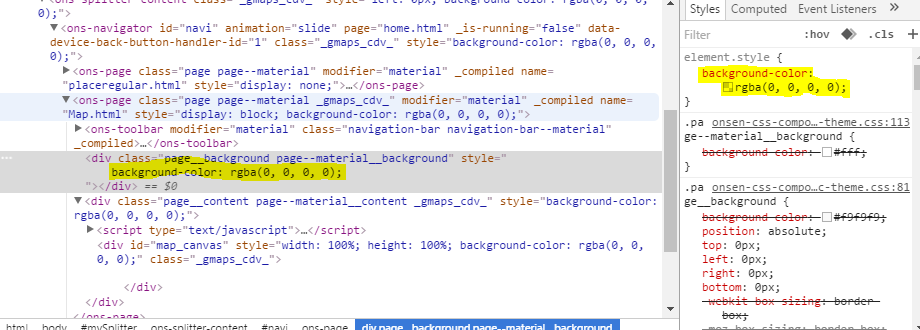 <ons-splitter-content class="_gmaps_cdv_" style="left: 0px; background-color: rgba(0, 0,
0, 0);">
▼<ons-navigator id="navi" animation="slide" page="home.html" _is-running="false" data-
device-back-button-handler-id="1" class="_gmaps_cdv_" style="background-color: rgba(0, 0, 0,
0);">
▶<ons-page class="page page--material" modifier="material" _compiled name=
"placeregular.html" style="display: none;">…</ons-page>
▼<ons-page class="page page--material _gmaps_cdv_" modifier="material" _compiled name=
"Map.html" style="display: block; background-color: rgba(0, 0, 0, 0);">
▶<ons-toolbar modifier="material" class="navigation-bar navigation-bar--material"
_compiled>…</ons-toolbar>
… <div class="page__background page--material__background" style="
background-color: rgba(0, 0, 0, 0);
"></div> == $0
▼<div class="page__content page--material__content _gmaps_cdv_" style="background-color:
rgba(0, 0, 0, 0);">
▶<script type="text/javascript">…</script>
<div id="map_canvas" style="width: 100%; height: 100%; background-color: rgba(0, 0,
0, 0);" class="_gmaps_cdv_">
</div>
</div>
</ons-page>
html body #mySplitter ons-splitter-content #navi ons-page div.page__background.page--material__background
Styles Computed Event Listeners »
Filter :hov .cls +
element.style {
background-color:
rgba(0, 0, 0, 0);
}
.pa onsen-css-compo…-theme.css:113
ge--material__background {
background-color: #fff;
}
.pa onsen-css-compo…c-theme.css:81
ge__background {
background-color: #f9f9f9;
position: absolute;
top: 0px;
left: 0px;
right: 0px;
bottom: 0px;
-webkit-box-sizing: border-
box;
-moz-box-sizing: border-